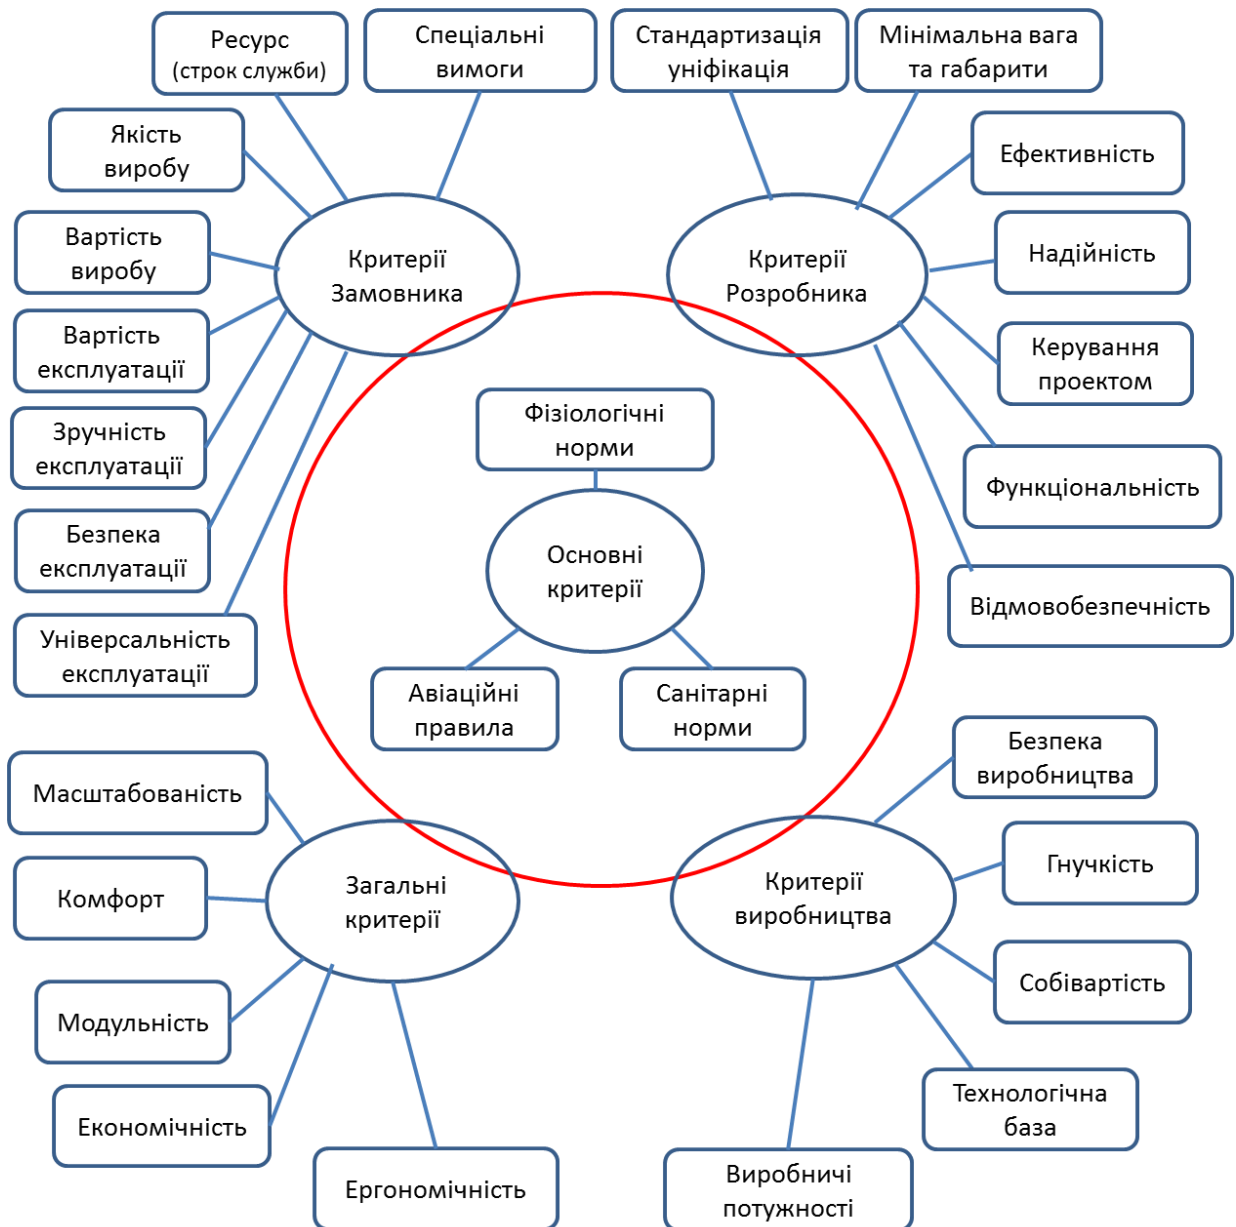 Ресурс
(строк служби)
Спеціальні
вимоги
Стандартизація
уніфікація
Мінімальна вага
та габарити
Якість
виробу
Ефективність
Вартість
виробу
Критерії
Замовника
Критерії
Розробника
Надійність
Вартість
експлуатації
Керування
проектом
Зручність
експлуатації
Фізіологічні
норми
Функціональність
Безпека
експлуатації
Основні
критерії
Відмовобезпечність
Універсальність
експлуатації
Авіаційні
правила
Санітарні
норми
Безпека
виробництва
Масштабованість
Гнучкість
Комфорт
Загальні
критерії
Критерії
виробництва
Собівартість
Модульність
Технологічна
база
Економічність
Ергономічність
Виробничі
потужності